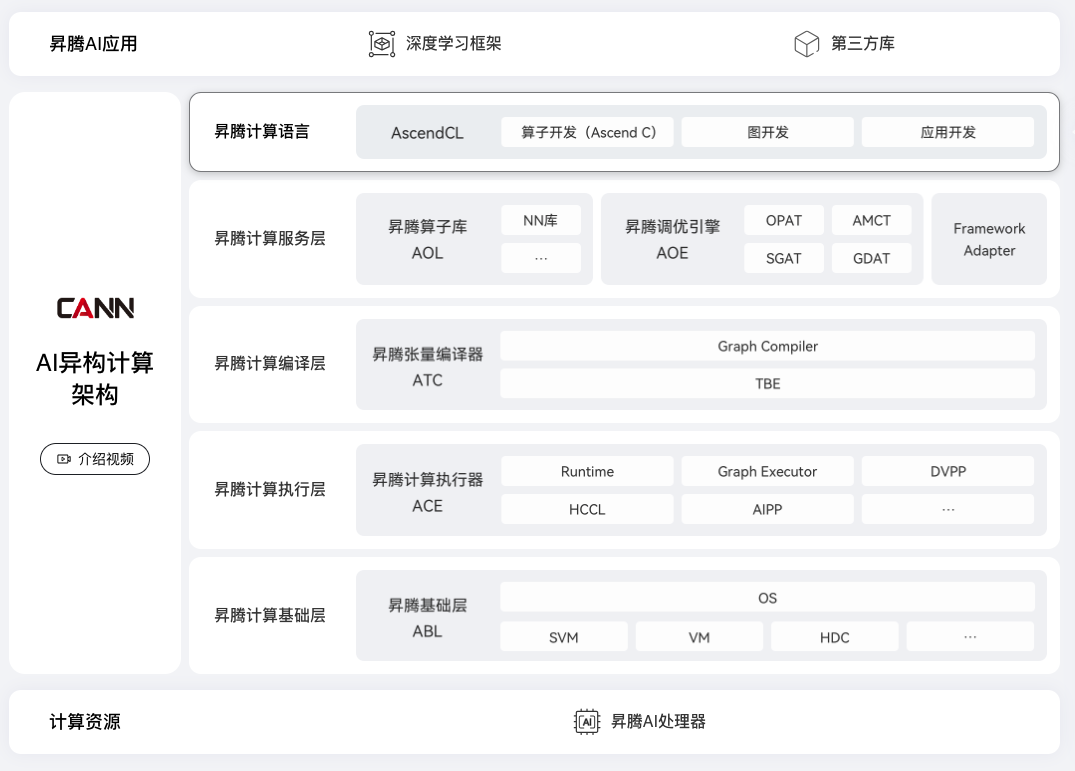 昇腾AI应用
深度学习框架
第三方库
CANN
AI异构计算
架构
介绍视频
昇腾计算语言
AscendCL
算子开发（Ascend C）
图开发
应用开发
昇腾计算服务层
昇腾算子库
AOL
NN库
...
昇腾调优引擎
AOE
OPAT
AMCT
SGAT
GDAT
Framework
Adapter
昇腾计算编译层
昇腾张量编译器
ATC
Graph Compiler
TBE
昇腾计算执行层
昇腾计算执行器
ACE
Runtime
Graph Executor
DVPP
HCCL
AIPP
...
昇腾计算基础层
昇腾基础层
ABL
OS
SVM
VM
HDC
...
计算资源
AI
昇腾AI处理器